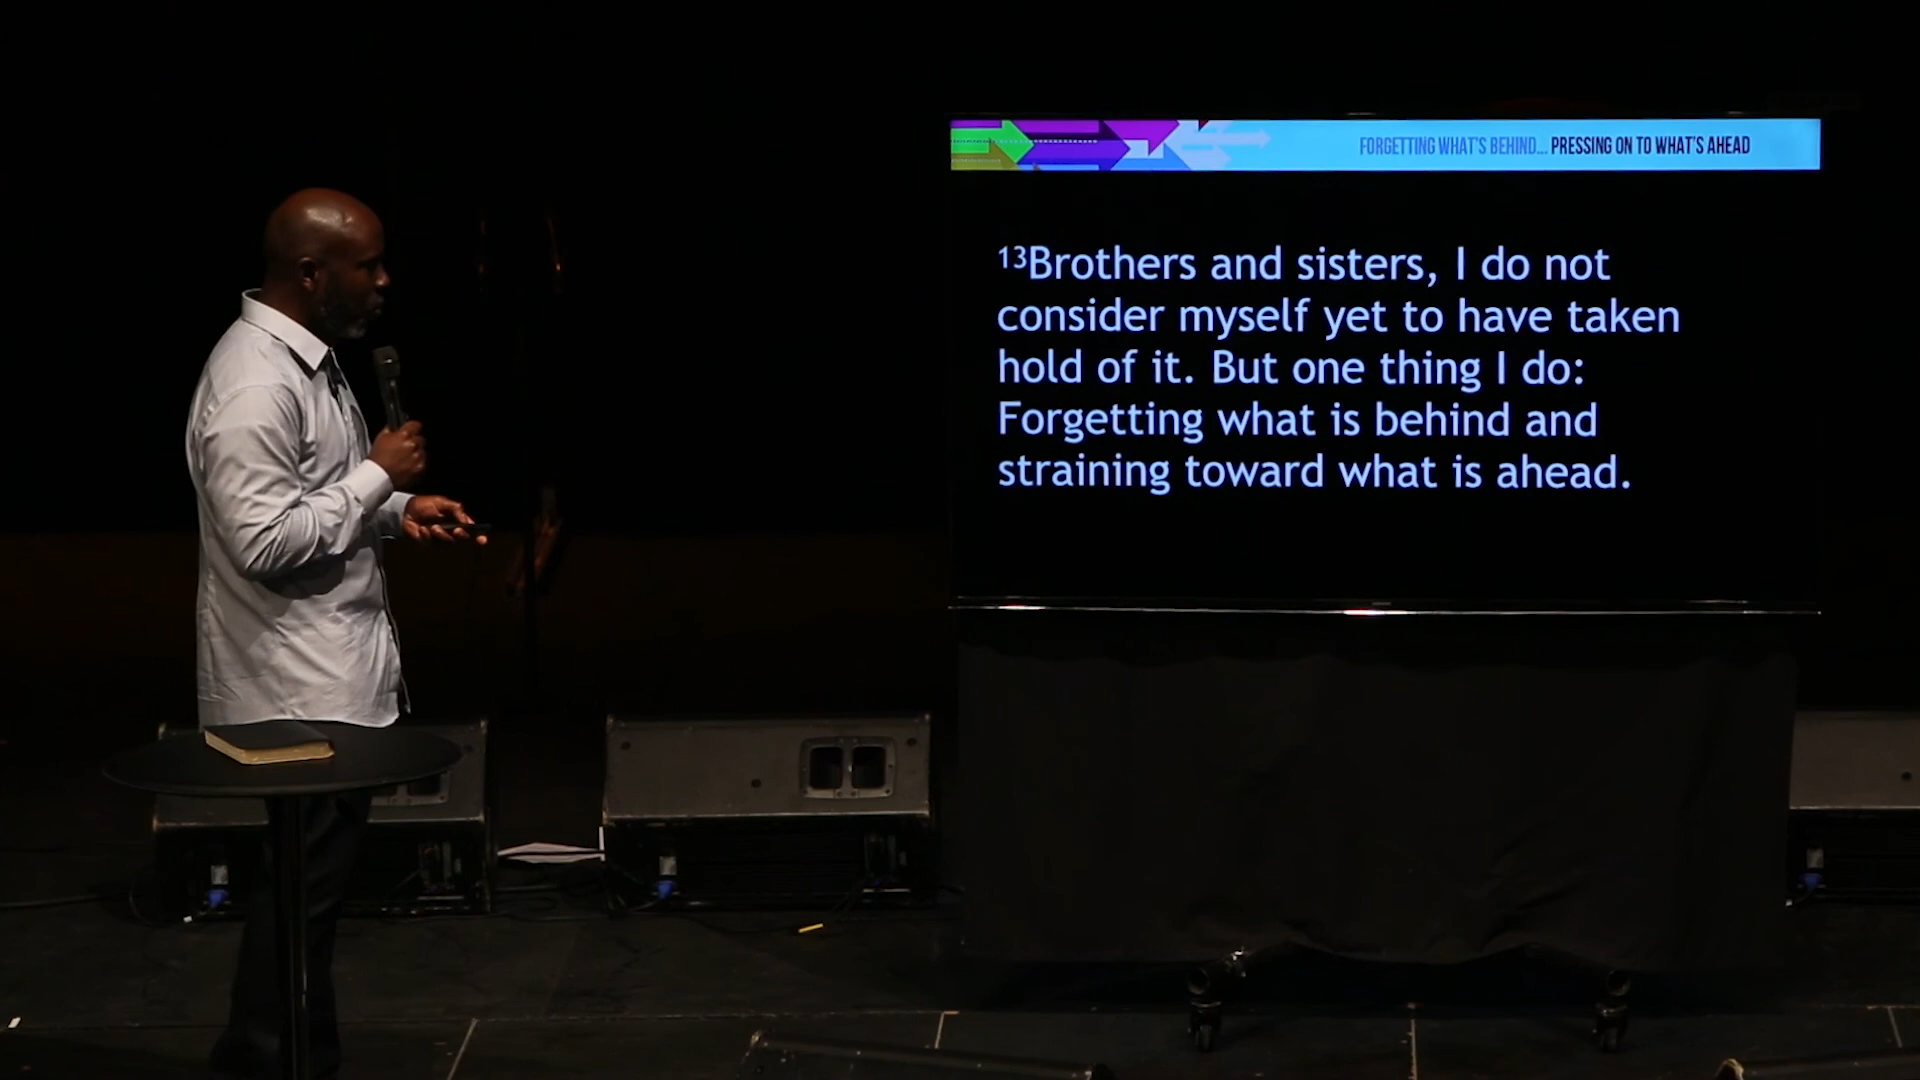 FORGETTING WHAT'S BEHIND... PRESSING ON TO WHAT'S AHEAD
13Brothers and sisters, I do not
consider myself yet to have taken
hold of it. But one thing I do:
Forgetting what is behind and
straining toward what is ahead.